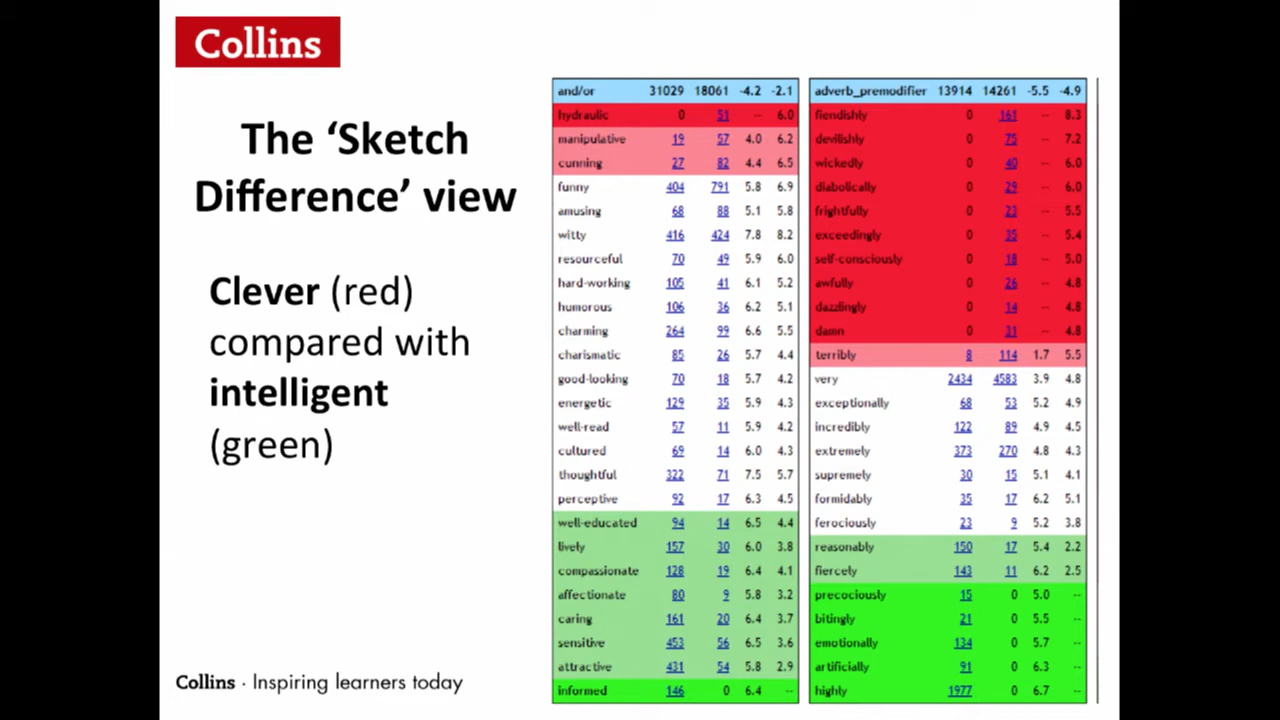 Collins
The ‘Sketch
Difference’ view
Clever (red)
compared with
intelligent
(green)
and/or 31029 18061 -4.2 -2.1
hydraulic 0 51 -- 6.0
manipulative 19 57 4.0 6.2
cunning 27 82 4.4 6.5
funny 404 791 5.8 6.9
amusing 68 88 5.1 5.8
witty 416 424 7.8 8.2
resourceful 70 49 5.9 6.0
hard-working 105 41 6.1 5.2
humorous 106 36 6.2 5.1
charming 264 99 6.6 5.5
charismatic 85 26 5.7 4.4
good-looking 70 18 5.7 4.2
energetic 129 35 5.9 4.3
well-read 57 11 5.9 4.2
cultured 69 14 6.0 4.3
thoughtful 322 71 7.5 5.7
perceptive 92 17 6.3 4.5
well-educated 94 14 6.5 4.4
lively 157 30 6.0 3.8
compassionate 128 19 6.4 4.1
affectionate 80 9 5.8 3.2
caring 161 20 6.4 3.7
sensitive 453 56 6.5 3.6
attractive 431 54 5.8 2.9
informed 146 0 6.4 --
adverb_premodifier 13914 14261 -5.5 -4.9
fiendishly 0 161 -- 8.3
devilishly 0 75 -- 7.2
wickedly 0 40 -- 6.0
diabolically 0 29 -- 6.0
frightfully 0 23 -- 5.5
exceedingly 0 35 -- 5.4
self-consciously 0 18 -- 5.0
awfully 0 26 -- 4.8
dazzlingly 0 14 -- 4.8
damn 0 31 -- 4.8
terribly 8 114 1.7 5.5
very 2434 4583 3.9 4.8
exceptionally 68 53 5.2 4.9
incredibly 122 89 4.9 4.5
extremely 373 270 4.8 4.3
supremely 30 15 5.1 4.1
formidably 35 17 6.2 5.1
ferociously 23 9 5.2 3.8
reasonably 150 17 5.4 2.2
fiercely 143 11 6.2 2.5
precociously 15 0 5.0 --
bitingly 21 0 5.5 --
emotionally 134 0 5.7 --
artificially 91 0 6.3 --
highly 1977 0 6.7 --
Collins · Inspiring learners today